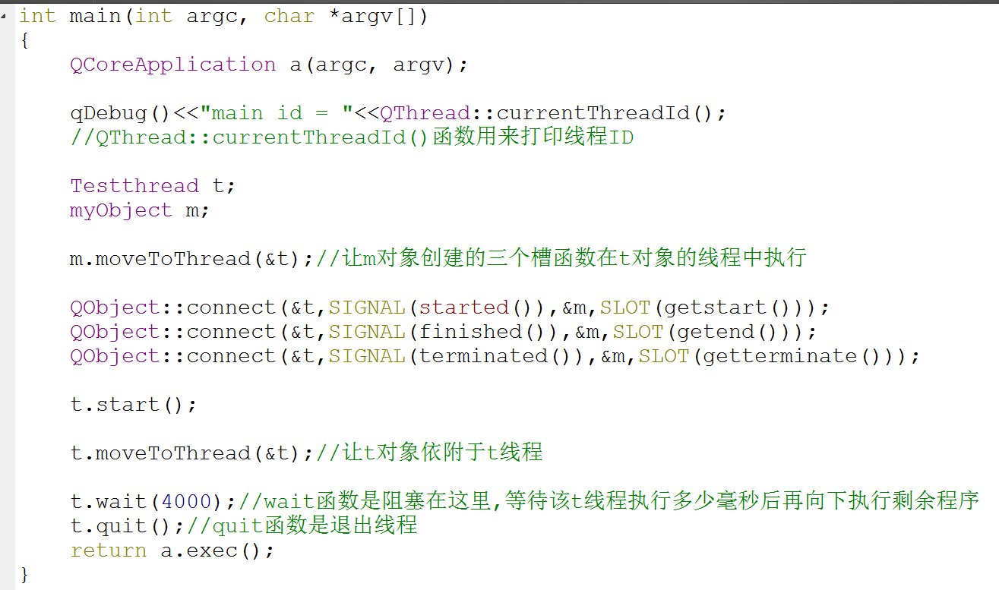 int main(int argc, char *argv[])
{
    QCoreApplication a(argc, argv);
    qDebug()<<"main id = "<<QThread::currentThreadId();
    //QThread::currentThreadId()函数用来打印线程ID
    Testthread t;
    myObject m;
    m.moveToThread(&t);//让m对象创建的三个槽函数在t对象的线程中执行
    QObject::connect(&t,SIGNAL(started()),&m,SLOT(getstart()));
    QObject::connect(&t,SIGNAL(finished()),&m,SLOT(getend()));
    QObject::connect(&t,SIGNAL(terminated()),&m,SLOT(getterminate()));
    t.start();
    t.moveToThread(&t);//让t对象依附于t线程
    t.wait(4000);//wait函数是阻塞在这里,等待该t线程执行多少毫秒后再向下执行剩余程序
    t.quit();//quit函数是退出线程
    return a.exec();
}